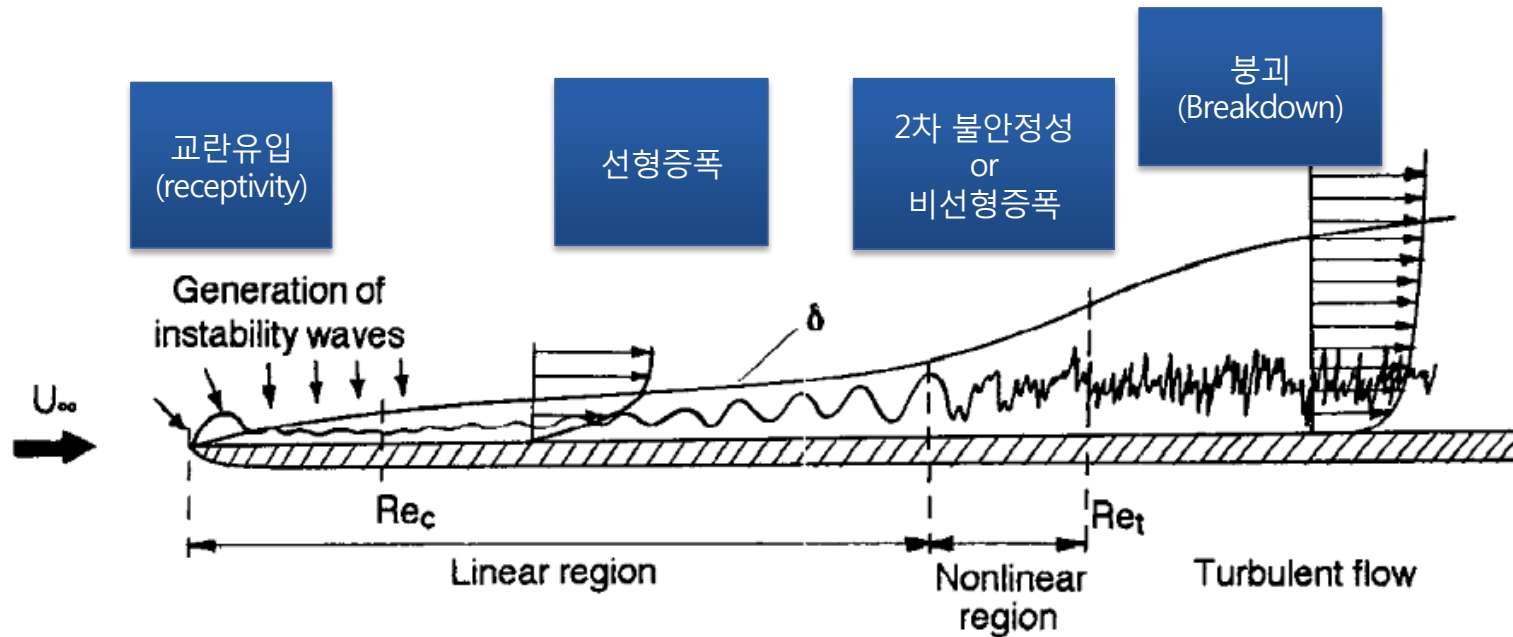 교란유입
(receptivity)
선형증폭
2차 불안정성
or
비선형증폭
붕괴
(Breakdown)
Generation of
instability waves
δ
U∞
Rec
Ret
Linear region
Nonlinear
region
Turbulent flow